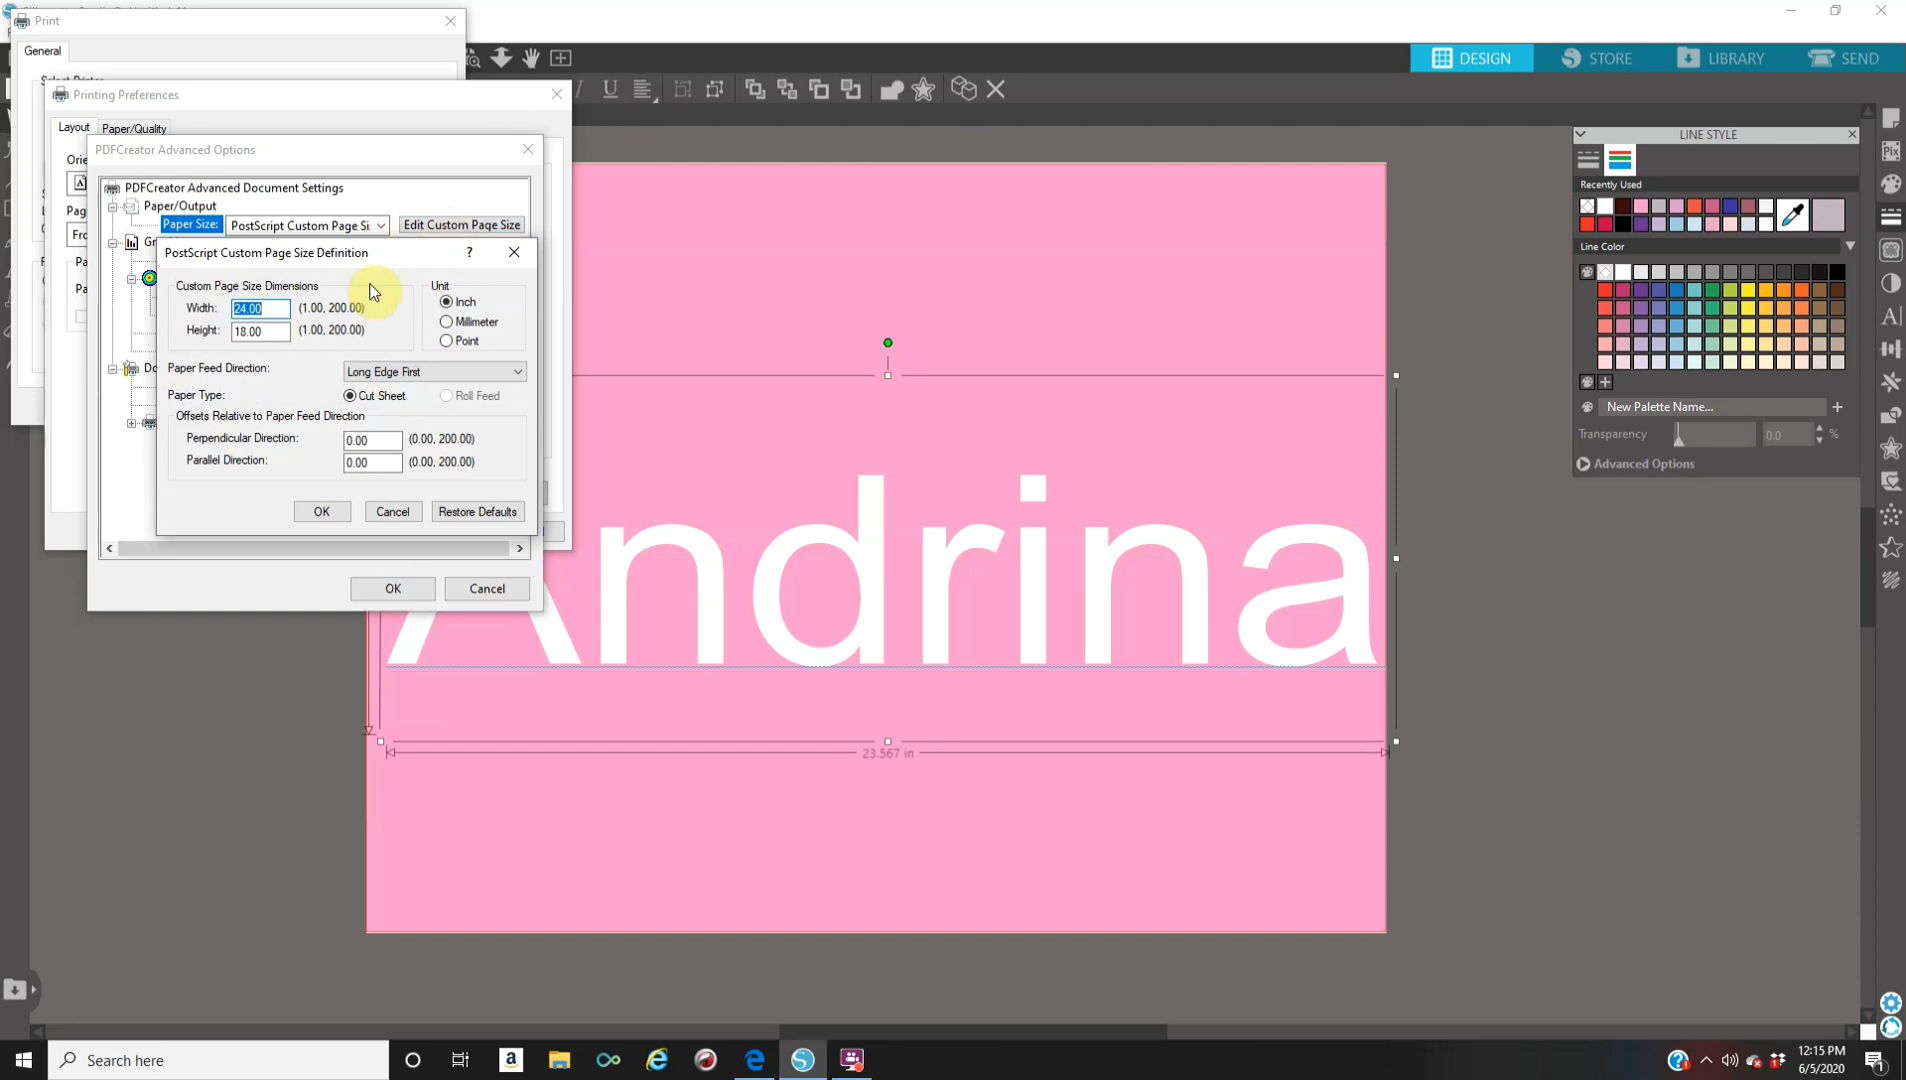 Print
General
DESIGN
STORE
LIBRARY
SEND
Printing Preferences
Layout
Paper/Quality
PDFCreator Advanced Options
PDFCreator Advanced Document Settings
Paper/Output
Paper Size:
PostScript Custom Page Si
Edit Custom Page Size
PostScript Custom Page Size Definition
?
Custom Page Size Dimensions
Width:
24.00
(1.00, 200.00)
Height:
18.00
(1.00, 200.00)
Unit
Inch
Millimeter
Point
Paper Feed Direction:
Long Edge First
Paper Type:
Cut Sheet
Roll Feed
Offsets Relative to Paper Feed Direction
Perpendicular Direction:
0.00
(0.00, 200.00)
Parallel Direction:
0.00
(0.00, 200.00)
OK
Cancel
Restore Defaults
OK
Cancel
Andrina
23.567 in
LINE STYLE
Recently Used
Line Color
New Palette Name...
Transparency
0.0
%
Advanced Options
Pix
Search here
12:15 PM
6/5/2020